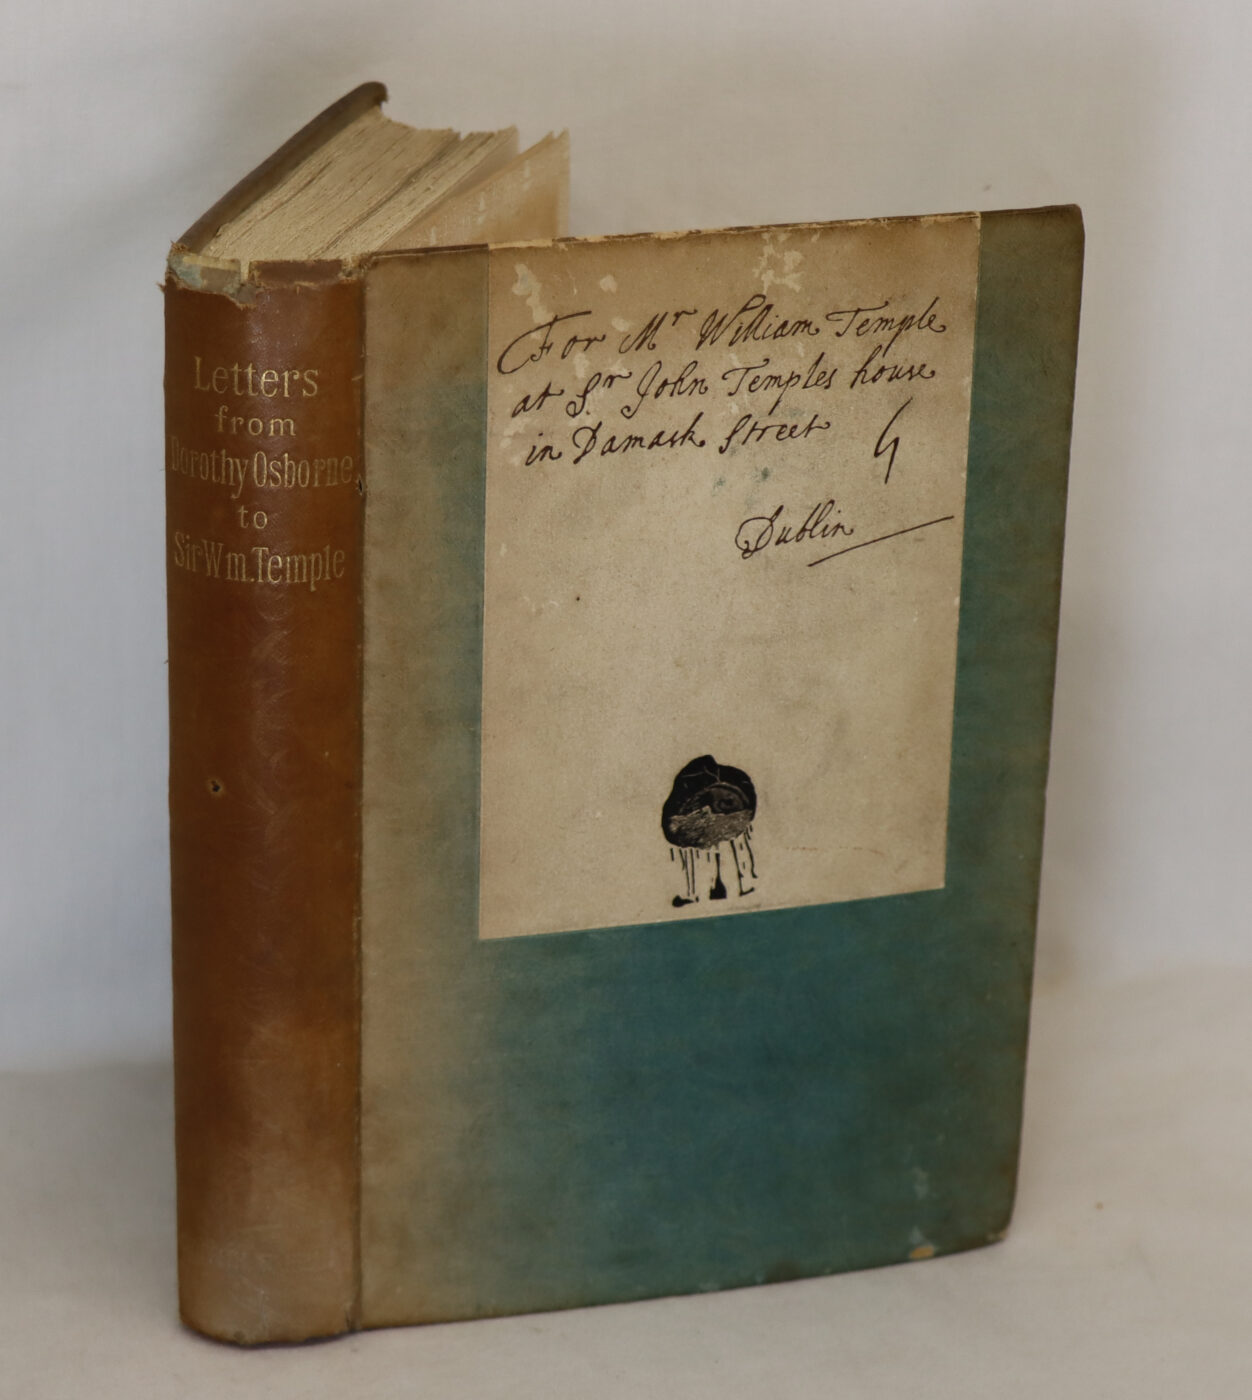 Letters
from
Dorothy Osborne
to
Sir Wm. Temple
For Mr William Temple
at Sr John Temples house
in Damask Street
Dublin